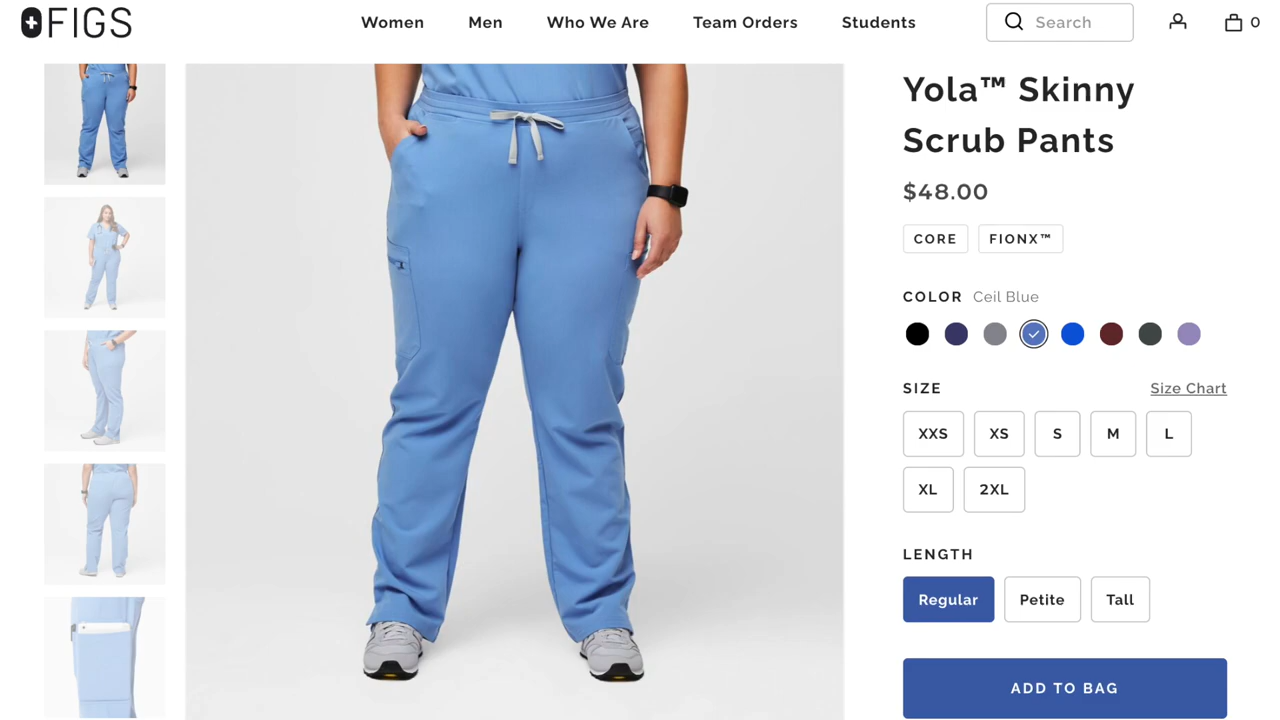 FIGS
Women
Men
Who We Are
Team Orders
Students
Search
0
Yola™ Skinny
Scrub Pants
$48.00
CORE
FIONX™
COLOR Ceil Blue
SIZE
Size Chart
XXS
XS
S
M
L
XL
2XL
LENGTH
Regular
Petite
Tall
ADD TO BAG